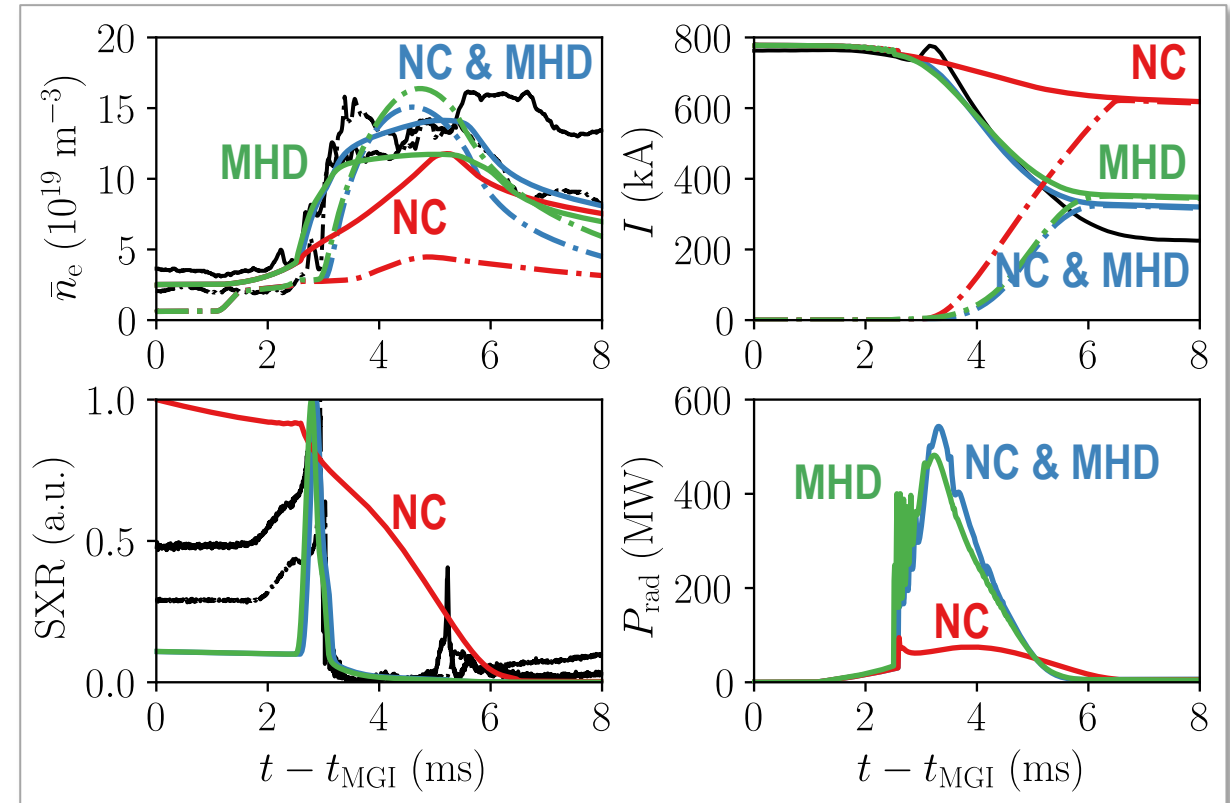 20
15
10
5
0
n̄e (10^19 m^−3)
NC & MHD
MHD
NC
0 2 4 6 8
800
600
400
200
0
I (kA)
NC
MHD
NC & MHD
0 2 4 6 8
1.0
0.5
0.0
SXR (a.u.)
NC
0 2 4 6 8
t − tMGI (ms)
600
400
200
0
Prad (MW)
MHD
NC & MHD
NC
0 2 4 6 8
t − tMGI (ms)